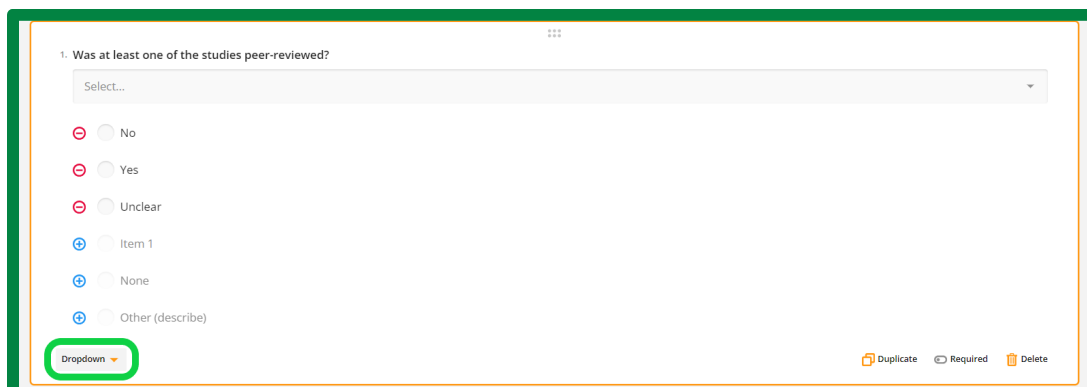 1. Was at least one of the studies peer-reviewed?
Select...
No
Yes
Unclear
Item 1
None
Other (describe)
Dropdown Duplicate Required Delete